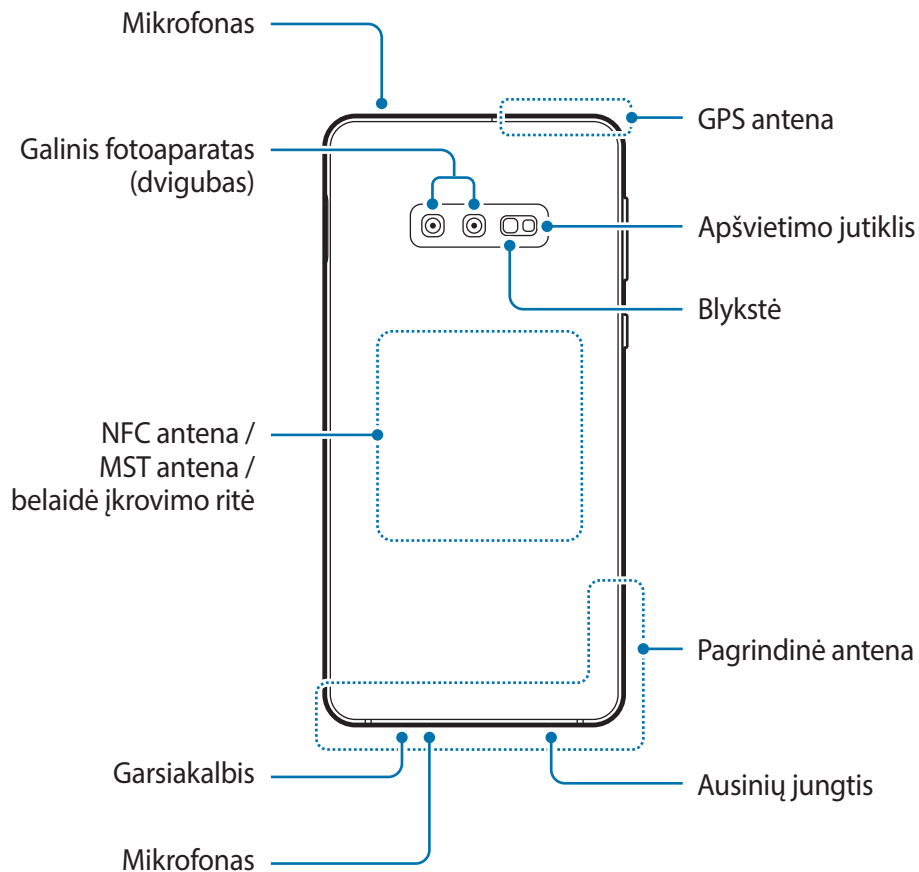 Mikrofonas
GPS antena
Galinis fotoaparatas
(dvigubas)
Apšvietimo jutiklis
Blykstė
NFC antena /
MST antena /
belaidė įkrovimo ritė
Pagrindinė antena
Garsiakalbis
Ausinių jungtis
Mikrofonas